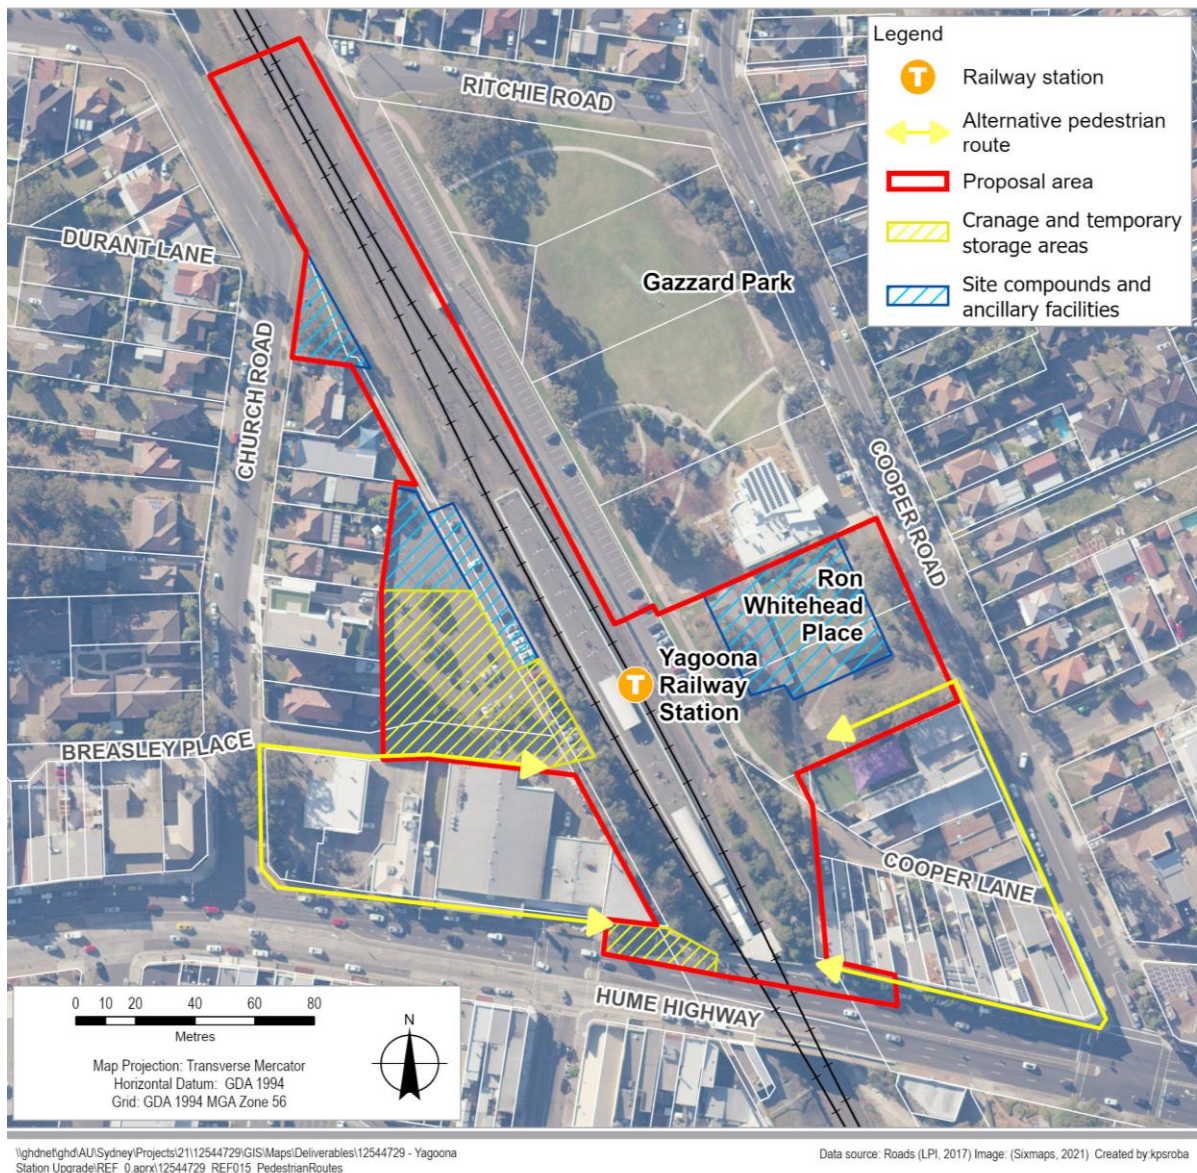 Legend
T
Railway station
Alternative pedestrian
route
Proposal area
Cranage and temporary
storage areas
Site compounds and
ancillary facilities
RITCHIE ROAD
DURANT LANE
Gazzard Park
CHURCH ROAD
COOPER ROAD
Ron
Whitehead
Place
T
Yagoona
Railway
Station
BREASLEY PLACE
COOPER LANE
HUME HIGHWAY
0 10 20 40 60 80
Metres
N
Map Projection: Transverse Mercator
Horizontal Datum: GDA 1994
Grid: GDA 1994 MGA Zone 56
\\ghdnet\ghd\AU\Sydney\Projects\21\12544729\GIS\Maps\Deliverables\12544729 - Yagoona
Station Upgrade\REF_0.aprx\12544729_REF015_PedestrianRoutes
Data source: Roads (LPI, 2017) Image: (Sixmaps, 2021) Created by:kpsroba